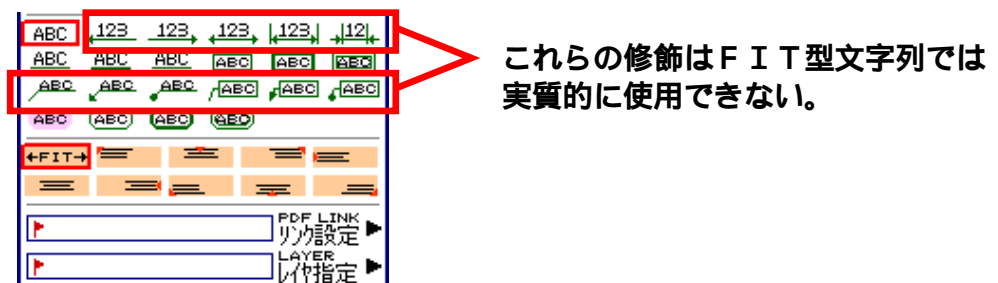 ABC 123 123 123 123 12
ABC ABC ABC ABC ABC ABC
ABC ABC ABC ABC ABC ABC
ABC ABC ABC ABC
これらの修飾はＦＩＴ型文字列では
実質的に使用できない。
FIT
PDF LINK
リンク設定
LAYER
レイヤ指定